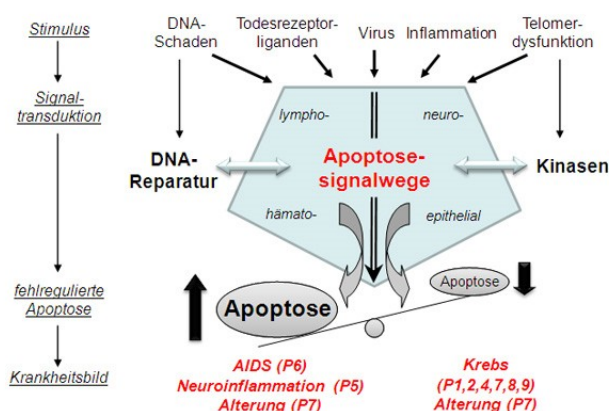 Stimulus
DNA-
Schaden
Todesrezeptor-
liganden
Virus
Inflammation
Telomer-
dysfunktion
Signal-
transduktion
lympho-
neuro-
DNA-
Reparatur
Apoptose-
signalwege
Kinasen
hämato-
epithelial
fehlregulierte
Apoptose
Apoptose
Apoptose
Krankheitsbild
AIDS (P6)
Neuroinflammation (P5)
Alterung (P7)
Krebs
(P1,2,4,7,8,9)
Alterung (P7)